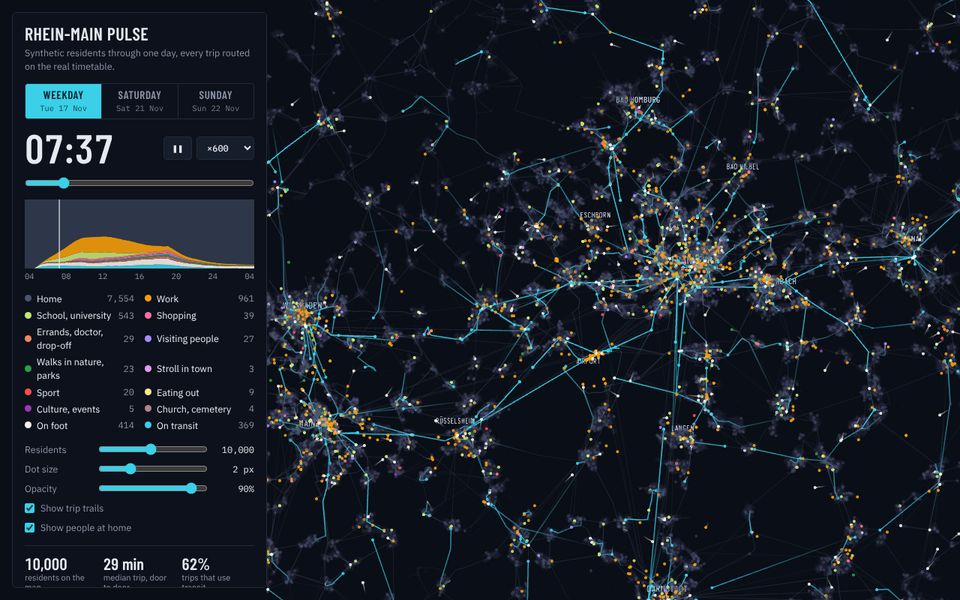 RHEIN-MAIN PULSE
Synthetic residents through one day, every trip routed
on the real timetable.
WEEKDAY SATURDAY SUNDAY
Tue 17 Nov Sat 21 Nov Sun 22 Nov
07:37 ×600
04 08 12 16 20 24 04
Home 7,554 Work 961
School, university 543 Shopping 39
Errands, doctor,
drop-off 29 Visiting people 27
Walks in nature,
parks 23 Stroll in town 3
Sport 20 Eating out 9
Culture, events 5 Church, cemetery 4
On foot 414 On transit 369
Residents 10,000
Dot size 2 px
Opacity 90%
Show trip trails
Show people at home
10,000 29 min 62%
residents on the median trip, door trips that use
BAD HOMBURG
BAD VILBEL
ESCHBORN
RÜSSELSHEIM
LANGEN